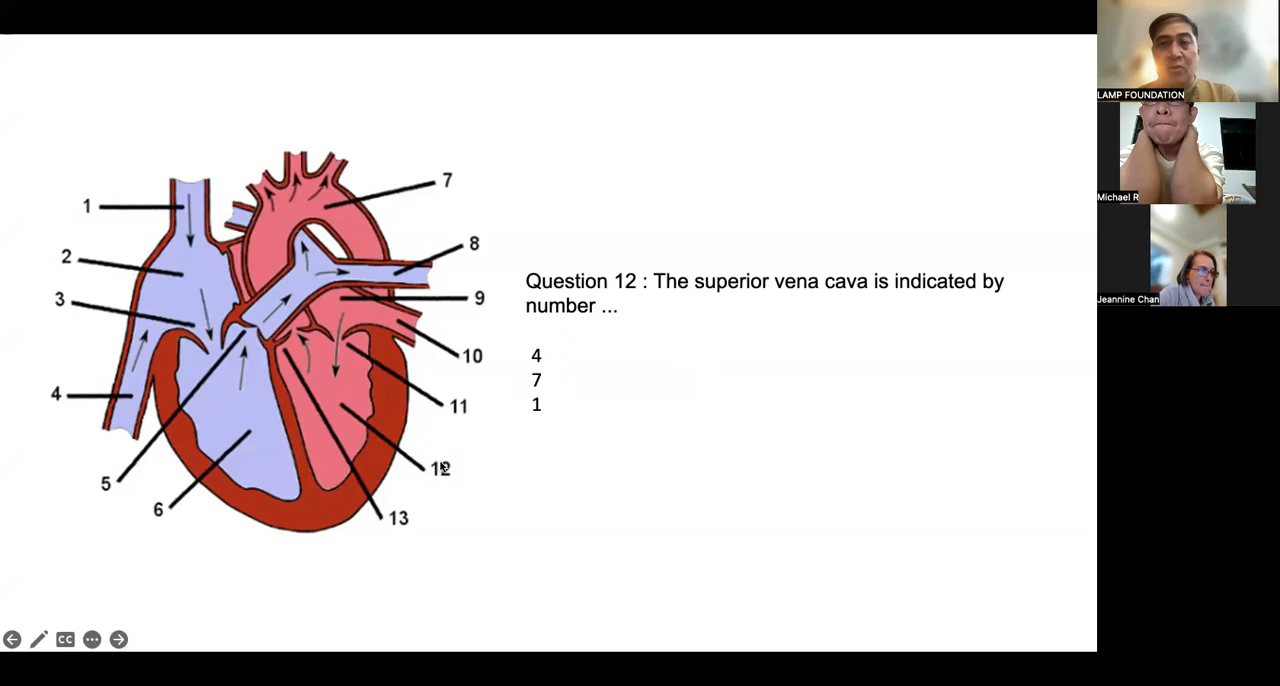 1
2
3
4
5
6
7
8
9
10
11
12
13
Question 12 : The superior vena cava is indicated by
number ...
4
7
1
CC
LAMP FOUNDATION
Michael R
Jeannine Chan